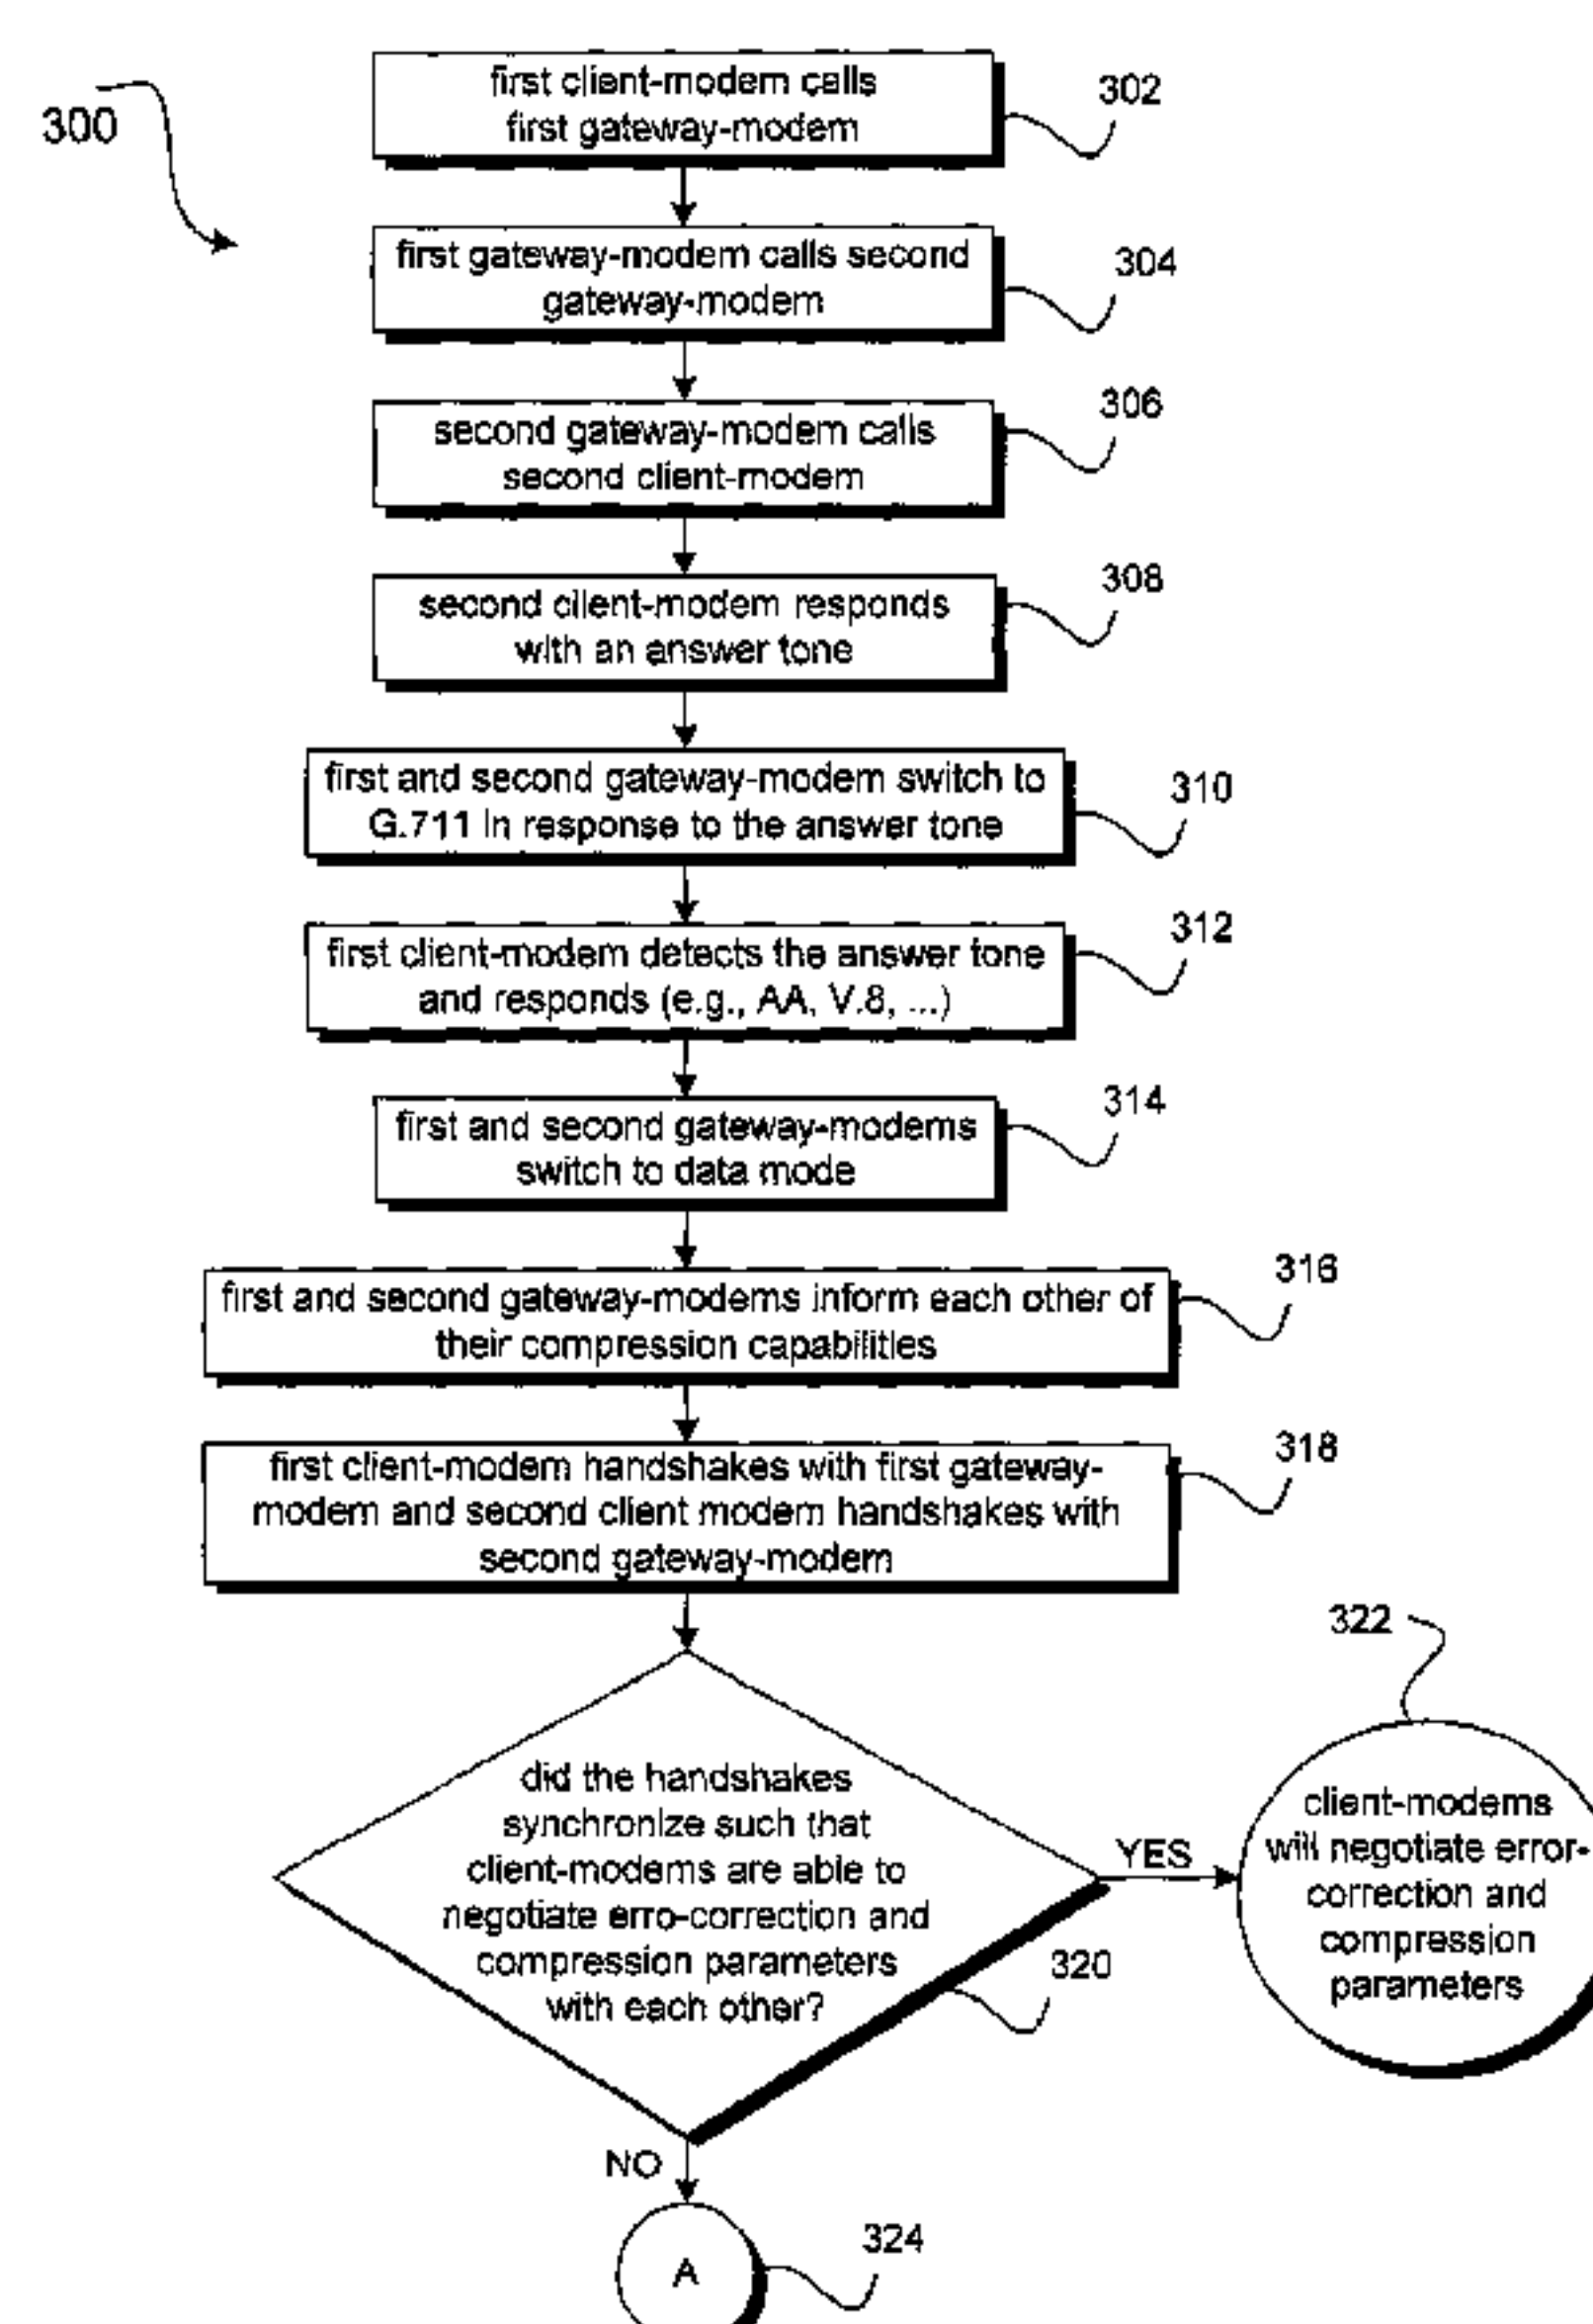 300
first client-modem calls
first gateway-modem
302
first gateway-modem calls second
gateway-modem
304
second gateway-modem calls
second client-modem
306
second client-modem responds
with an answer tone
308
first and second gateway-modem switch to
G.711 in response to the answer tone
310
first client-modem detects the answer tone
and responds (e.g., AA, V.8, ...)
312
first and second gateway-modems
switch to data mode
314
first and second gateway-modems inform each other of
their compression capabilities
316
first client-modem handshakes with first gateway-
modem and second client modem handshakes with
second gateway-modem
318
did the handshakes
synchronize such that
client-modems are able to
negotiate erro-correction and
compression parameters
with each other?
320
YES
322
client-modems
will negotiate error-
correction and
compression
parameters
NO
A
324